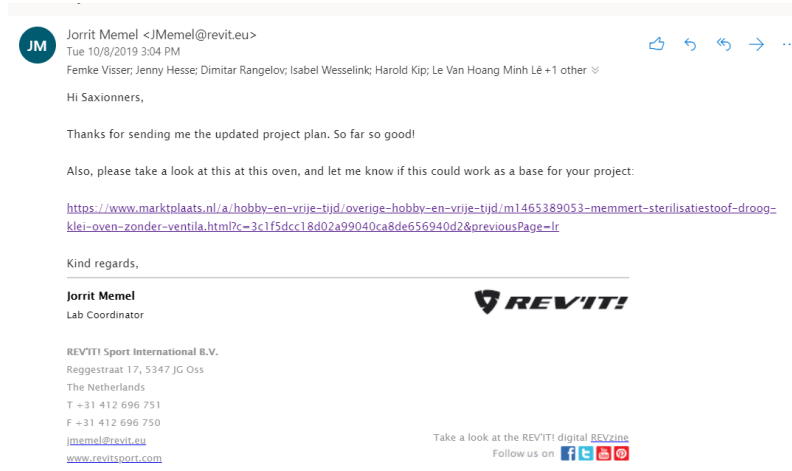 JM
Jorrit Memel <JMemel@revit.eu>
Tue 10/8/2019 3:04 PM
Femke Visser; Jenny Hesse; Dimitar Rangelov; Isabel Wesselink; Harold Kip; Le Van Hoang Minh Lê +1 other
Hi Saxionners,
Thanks for sending me the updated project plan. So far so good!
Also, please take a look at this at this oven, and let me know if this could work as a base for your project:
https://www.marktplaats.nl/a/hobby-en-vrije-tijd/overige-hobby-en-vrije-tijd/m1465389053-memmert-sterilisatiestoof-droog-
klei-oven-zonder-ventila.html?c=3c1f5dcc18d02a99040ca8de656940d2&previousPage=lr
Kind regards,
Jorrit Memel
Lab Coordinator
REV'IT!
REV'IT! Sport International B.V.
Reggestraat 17, 5347 JG Oss
The Netherlands
T +31 412 696 751
F +31 412 696 750
jmemel@revit.eu
www.revitsport.com
Take a look at the REV'IT! digital REVzine
Follow us on